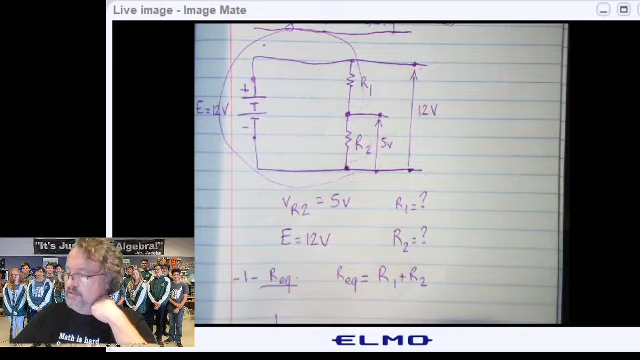 Live image - Image Mate
+
R₁
E=12V
12V
-
R₂
5v
V_R2 = 5V R₁=?
E=12V R₂=?
-1- Req. Req = R₁+R₂
"It's Just Algebra!"
Math is hard
ELMO